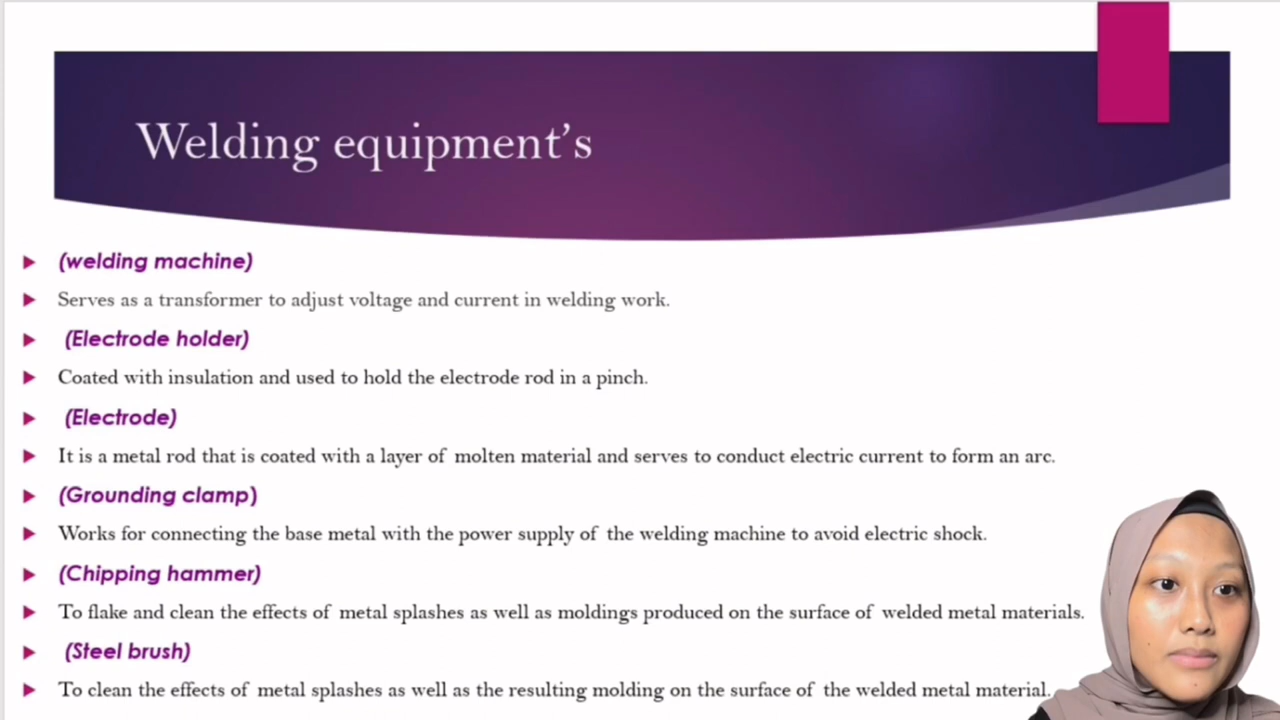 Welding equipment’s
(welding machine)
Serves as a transformer to adjust voltage and current in welding work.
(Electrode holder)
Coated with insulation and used to hold the electrode rod in a pinch.
(Electrode)
It is a metal rod that is coated with a layer of molten material and serves to conduct electric current to form an arc.
(Grounding clamp)
Works for connecting the base metal with the power supply of the welding machine to avoid electric shock.
(Chipping hammer)
To flake and clean the effects of metal splashes as well as moldings produced on the surface of welded metal materials.
(Steel brush)
To clean the effects of metal splashes as well as the resulting molding on the surface of the welded metal material.